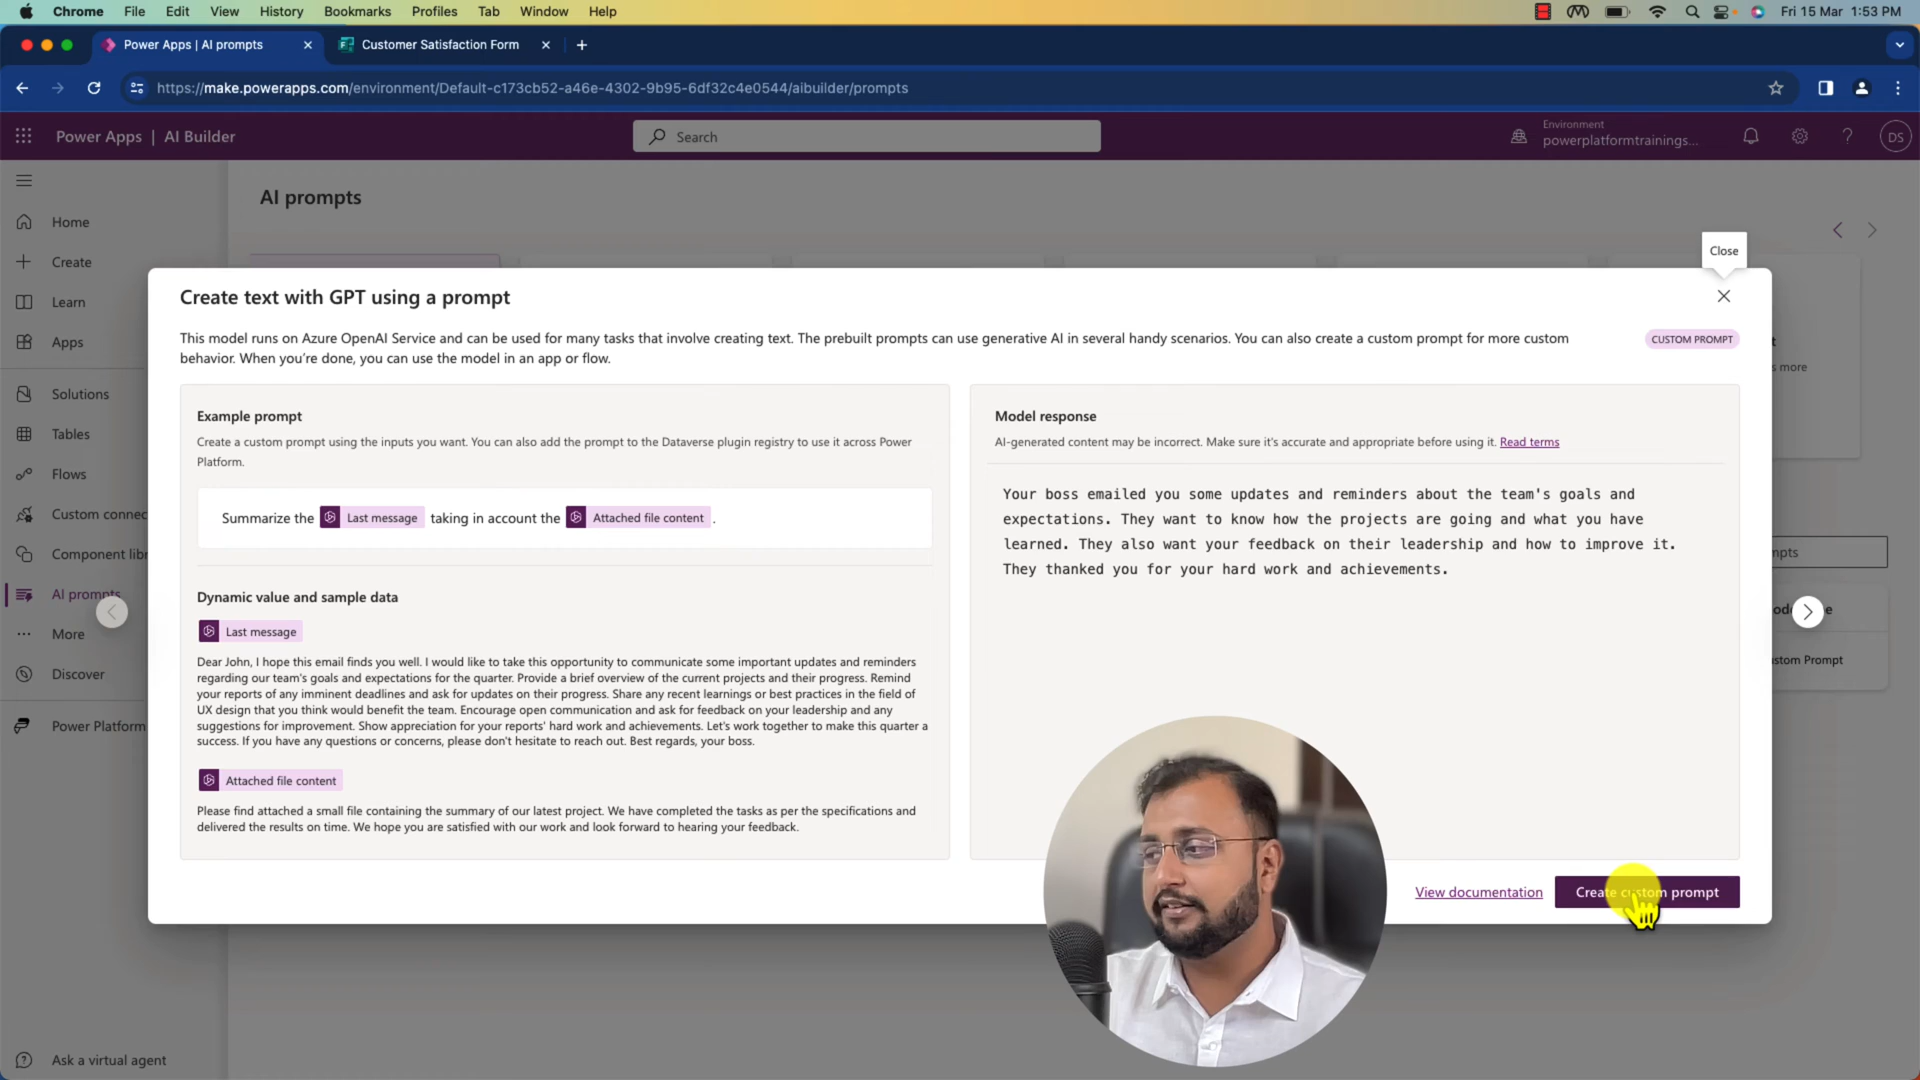 Chrome File Edit View History Bookmarks Profiles Tab Window Help Fri 15 Mar 1:53 PM
Power Apps | AI prompts Customer Satisfaction Form
https://make.powerapps.com/environment/Default-c173cb52-a46e-4302-9b95-6df32c4e0544/aibuilder/prompts
Power Apps | AI Builder
Search
Environment
powerplatformtrainings...
DS
AI prompts
Home
Create
Learn
Apps
Solutions
Tables
Flows
Custom connec
Component libr
AI prompts
More
Discover
Power Platform
Ask a virtual agent
Close
Create text with GPT using a prompt
This model runs on Azure OpenAI Service and can be used for many tasks that involve creating text. The prebuilt prompts can use generative AI in several handy scenarios. You can also create a custom prompt for more custom
behavior. When you're done, you can use the model in an app or flow.
CUSTOM PROMPT
Example prompt
Create a custom prompt using the inputs you want. You can also add the prompt to the Dataverse plugin registry to use it across Power
Platform.
Summarize the Last message taking in account the Attached file content .
Dynamic value and sample data
Last message
Dear John, I hope this email finds you well. I would like to take this opportunity to communicate some important updates and reminders
regarding our team's goals and expectations for the quarter. Provide a brief overview of the current projects and their progress. Remind
your reports of any imminent deadlines and ask for updates on their progress. Share any recent learnings or best practices in the field of
UX design that you think would benefit the team. Encourage open communication and ask for feedback on your leadership and any
suggestions for improvement. Show appreciation for your reports' hard work and achievements. Let's work together to make this quarter a
success. If you have any questions or concerns, please don't hesitate to reach out. Best regards, your boss.
Attached file content
Please find attached a small file containing the summary of our latest project. We have completed the tasks as per the specifications and
delivered the results on time. We hope you are satisfied with our work and look forward to hearing your feedback.
Model response
AI-generated content may be incorrect. Make sure it's accurate and appropriate before using it. Read terms
Your boss emailed you some updates and reminders about the team's goals and
expectations. They want to know how the projects are going and what you have
learned. They also want your feedback on their leadership and how to improve it.
They thanked you for your hard work and achievements.
View documentation
Create custom prompt
t
s more
mpts
ode
e
stom Prompt